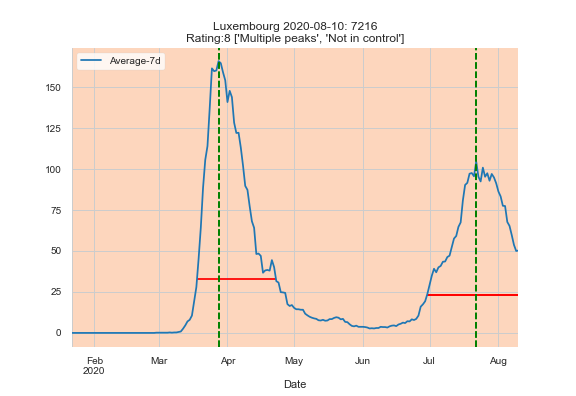 Luxembourg 2020-08-10: 7216
Rating:8 ['Multiple peaks', 'Not in control']
Average-7d
150
125
100
75
50
25
0
Feb Mar Apr May Jun Jul Aug
2020
Date